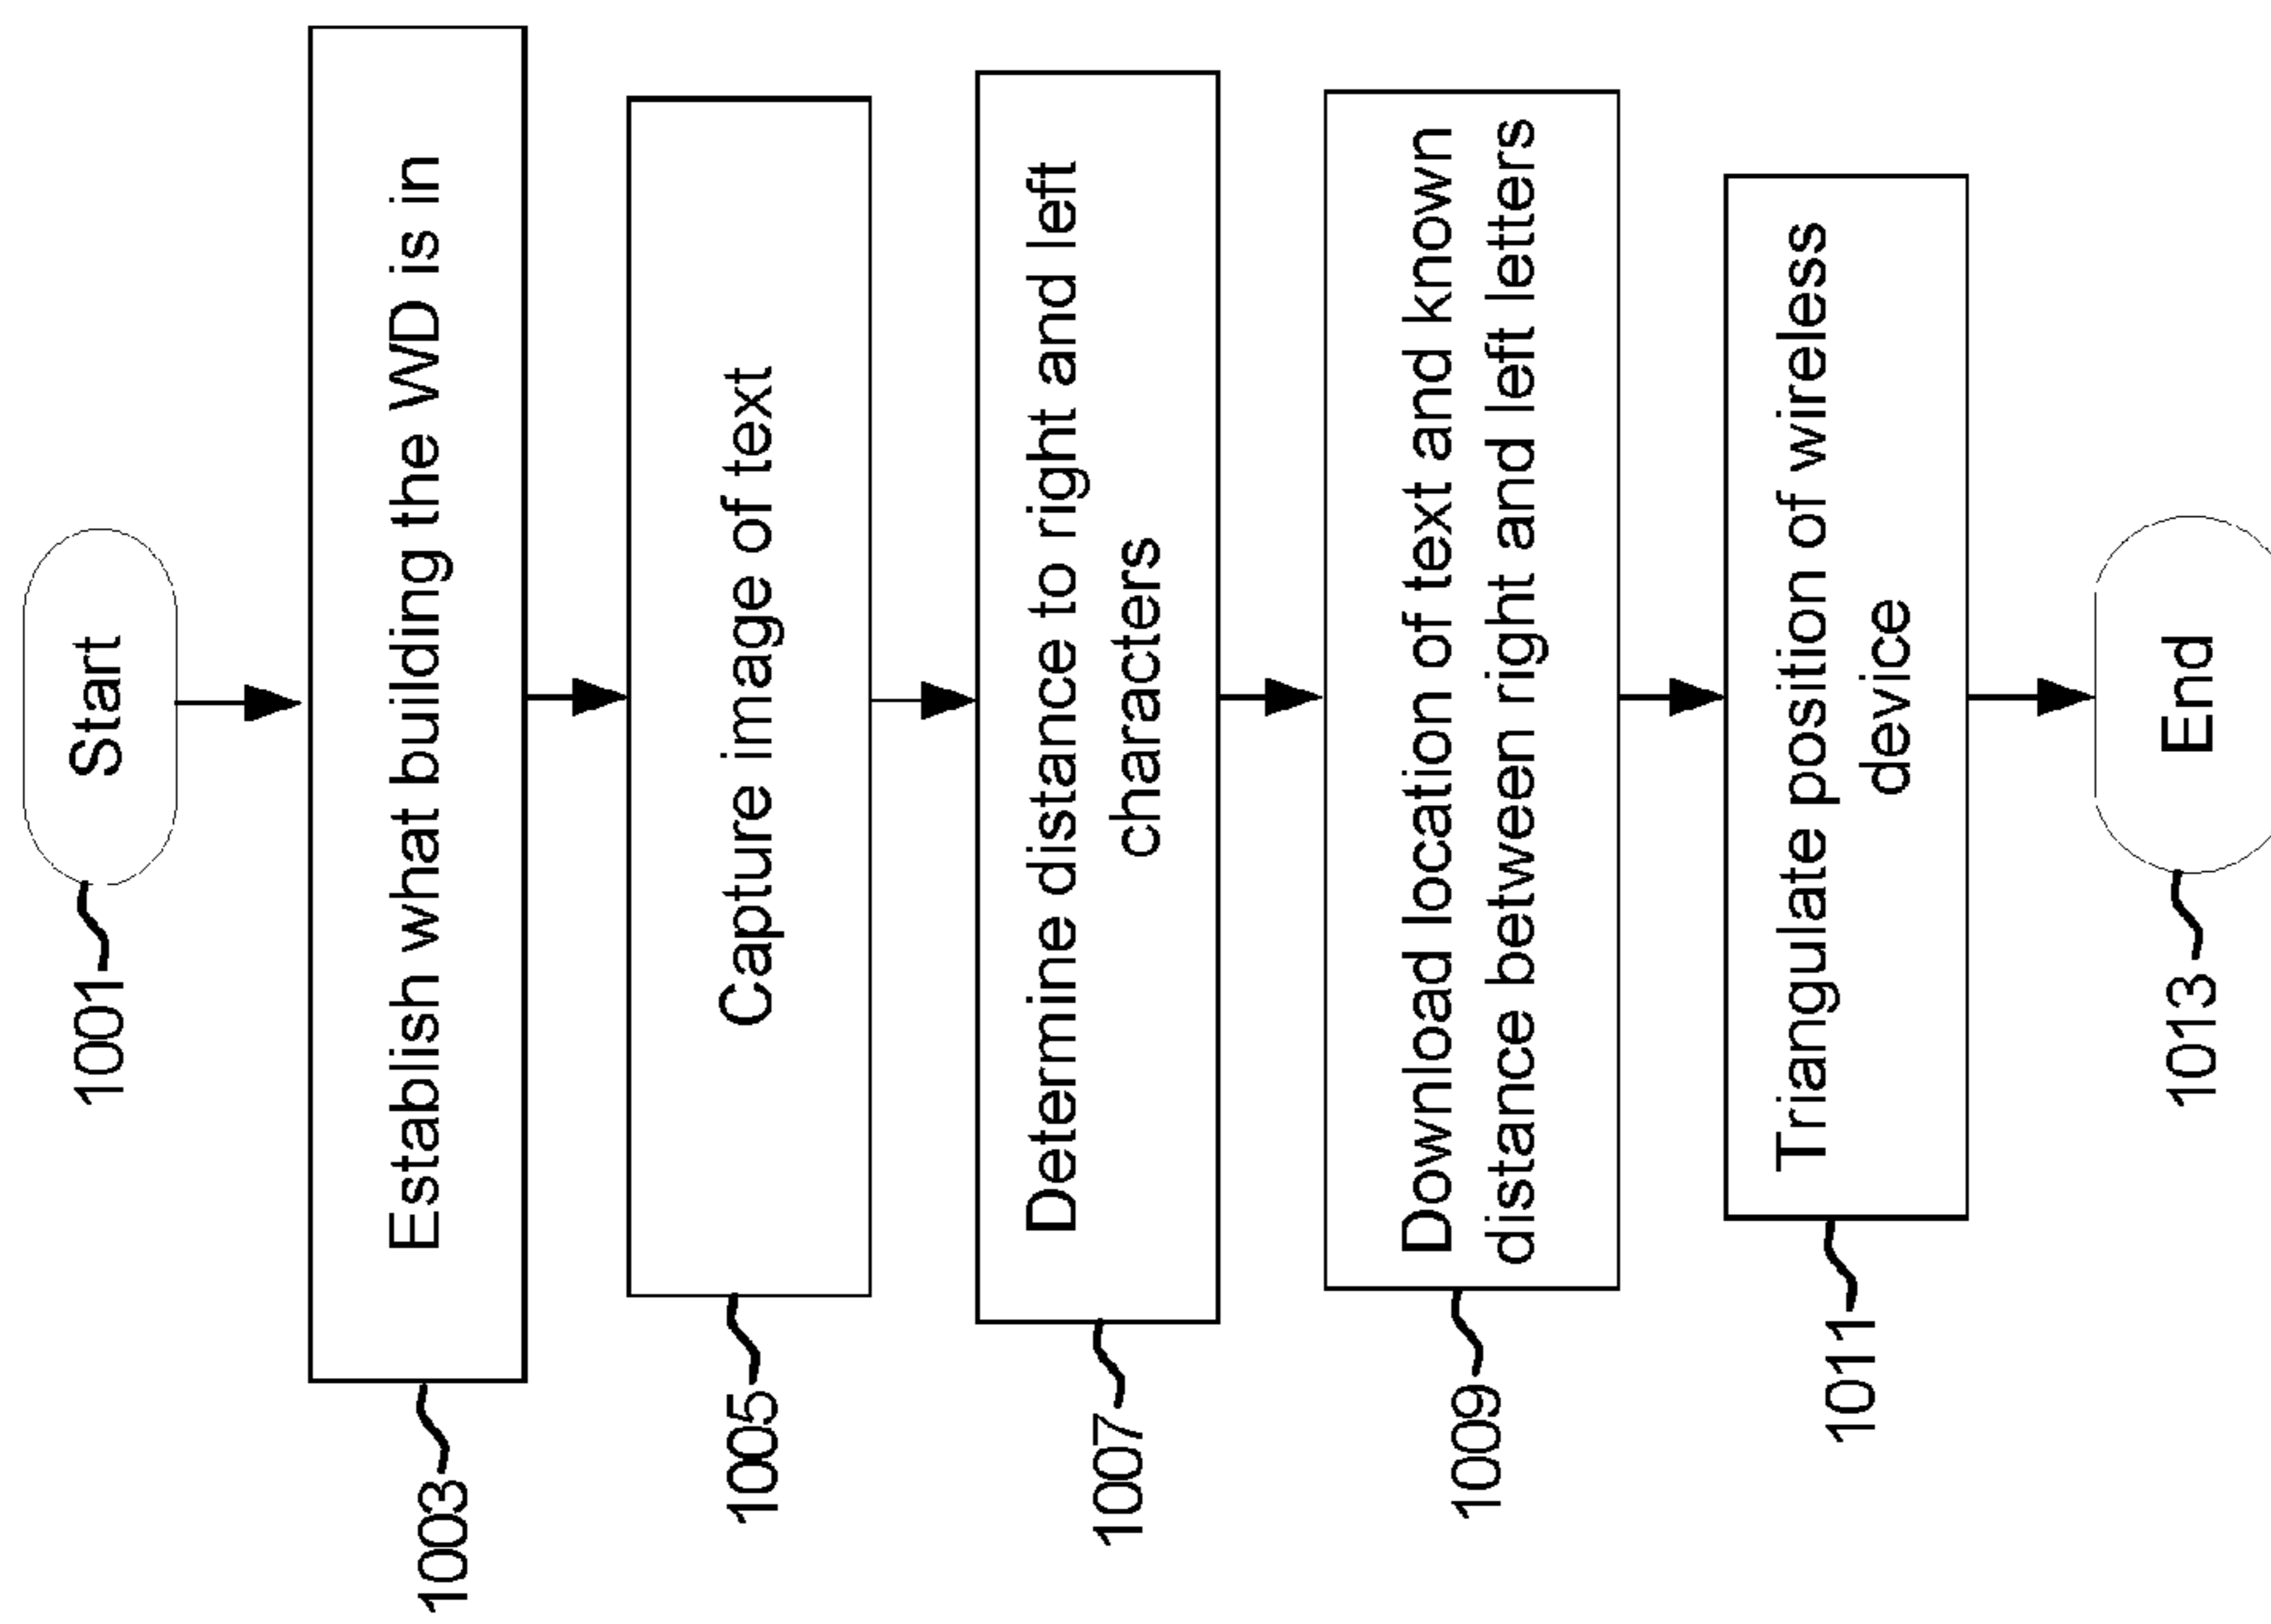 Start
1001
Establish what building the WD is in
1003
Capture image of text
1005
Determine distance to right and left
characters
1007
Download location of text and known
distance between right and left letters
1009
Triangulate position of wireless
device
1011
End
1013